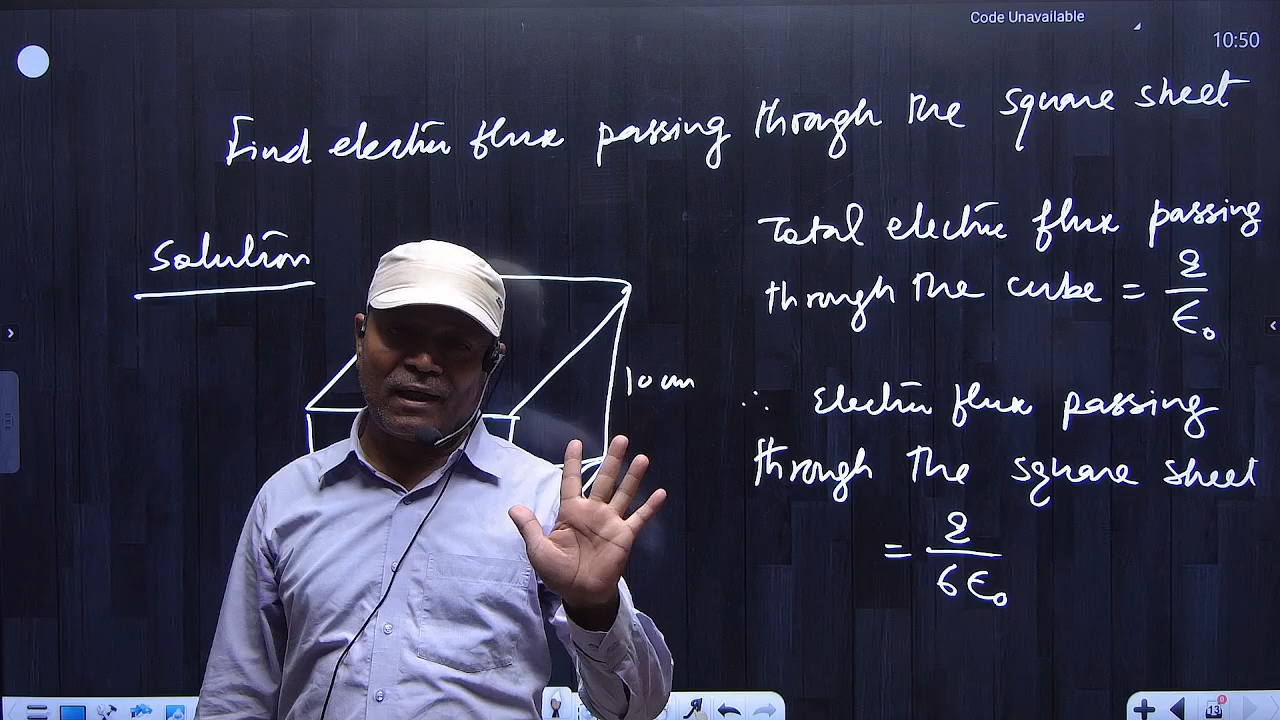 Code Unavailable
10:50
Find electric flux passing through the square sheet
Solution
10 cm
Total electric flux passing
through the cube = q/ϵ₀
∴ Electric flux passing
through the square sheet
= q/6ϵ₀
13